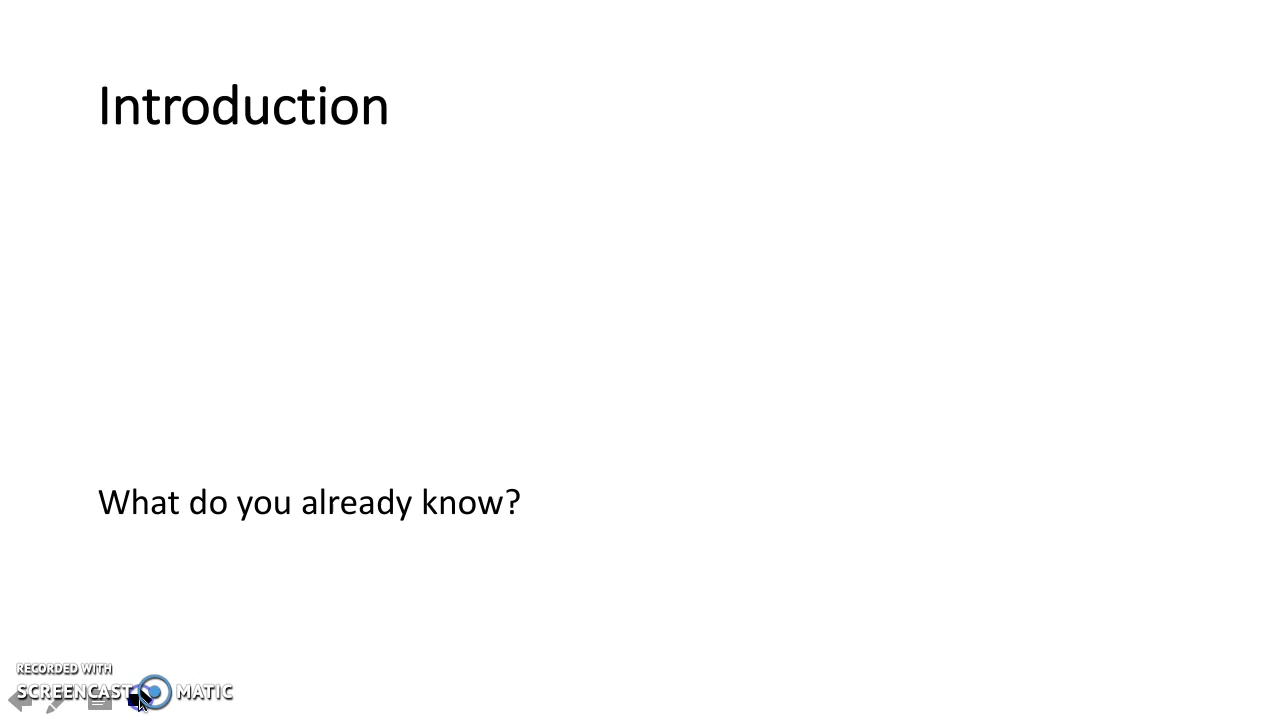 Introduction
What do you already know?
RECORDED WITH
SCREENCAST MATIC